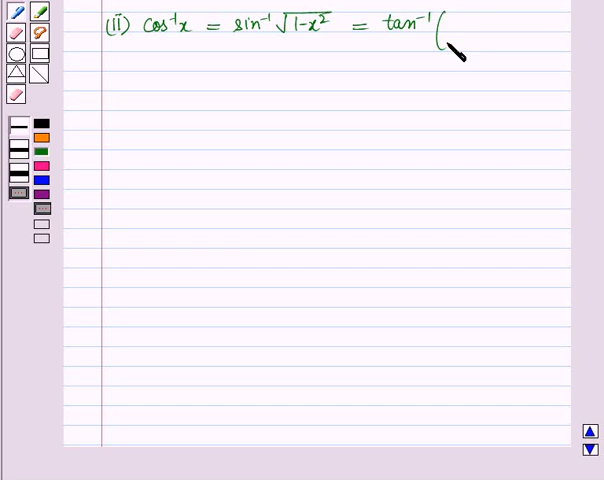 (II) cos⁻¹x = sin⁻¹√(1-x²) = tan⁻¹(